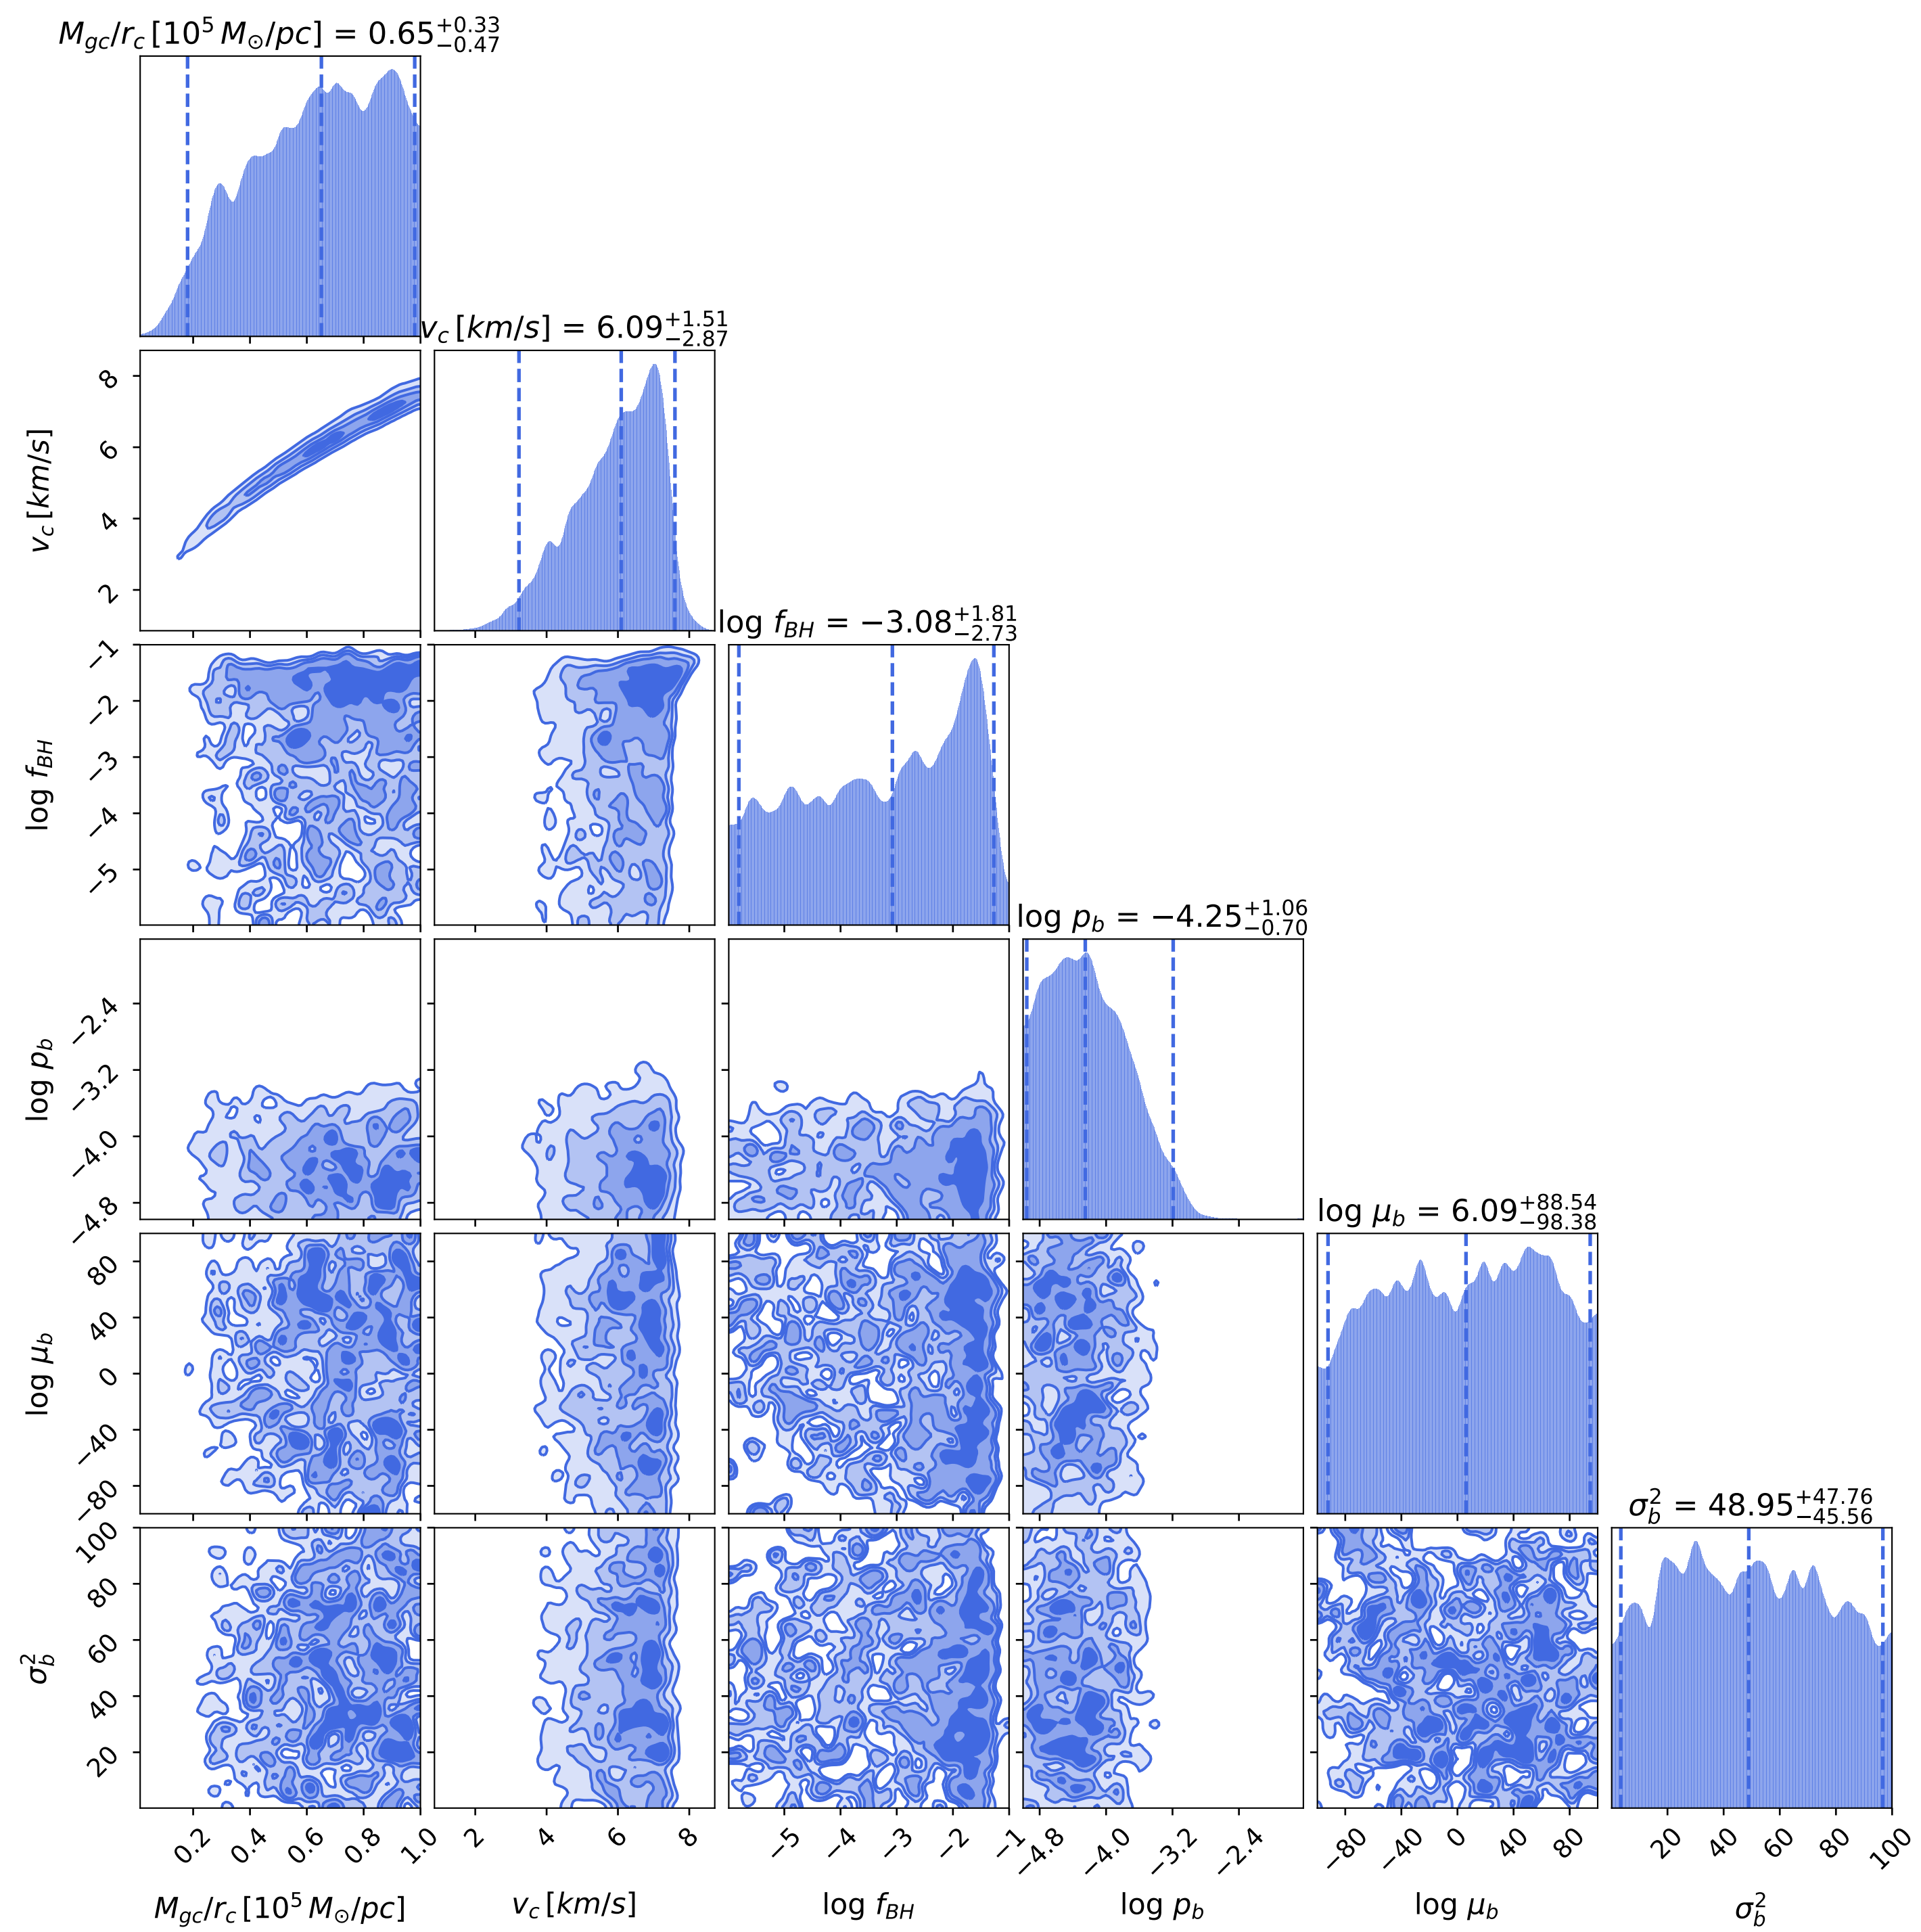 M_gc/r_c [10^5 M_⊙/pc] = 0.65^{+0.33}_{−0.47}
v_c [km/s] = 6.09^{+1.51}_{−2.87}
8
6
4
2
v_c [km/s]
log f_BH = −3.08^{+1.81}_{−2.73}
−1
−2
−3
−4
−5
log f_BH
log p_b = −4.25^{+1.06}_{−0.70}
−2.4
−3.2
−4.0
−4.8
log p_b
log μ_b = 6.09^{+88.54}_{−98.38}
80
40
0
−40
−80
log μ_b
σ_b^2 = 48.95^{+47.76}_{−45.56}
100
80
60
40
20
σ_b^2
0.2 0.4 0.6 0.8 1.0 2 4 6 8 −5 −4 −3 −2 −1 −4.8 −4.0 −3.2 −2.4 −80 −40 0 40 80 20 40 60 80 100
M_gc/r_c [10^5 M_⊙/pc] v_c [km/s] log f_BH log p_b log μ_b σ_b^2